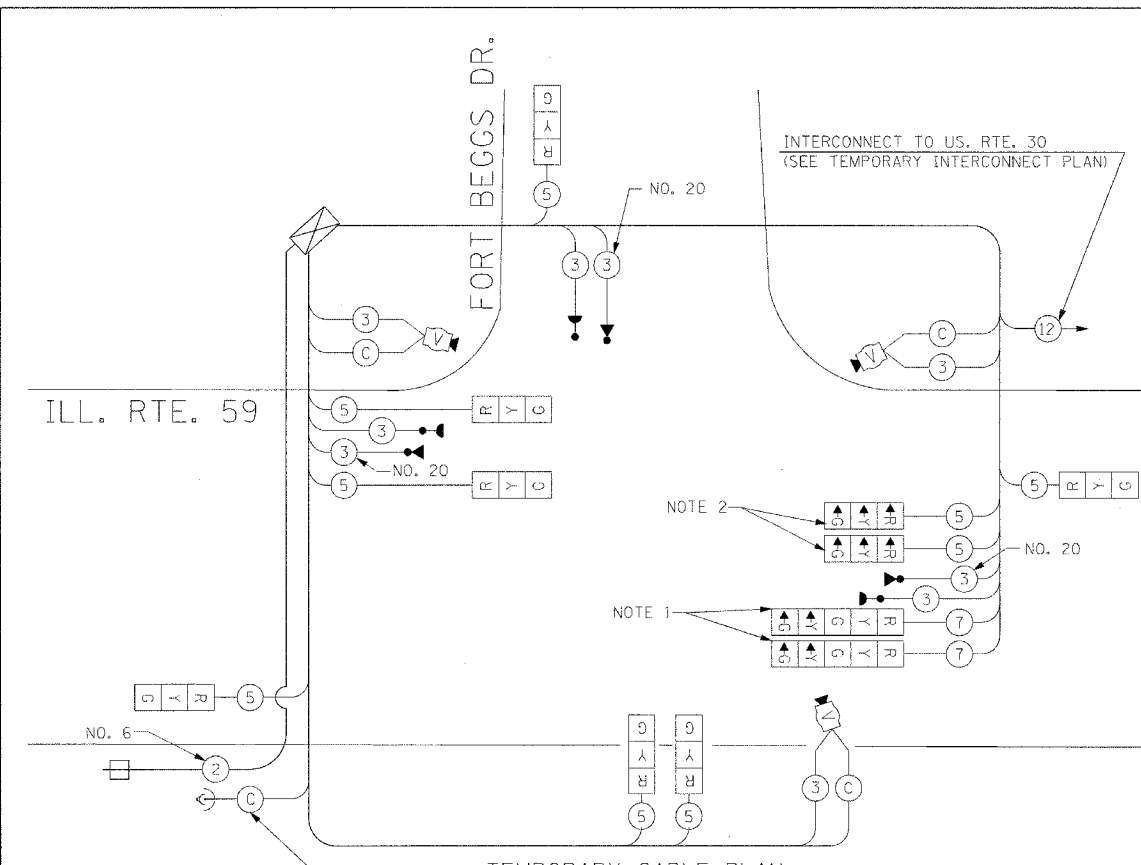 FORT BEGGS DR.
G
Y
R
5
NO. 20
3
3
INTERCONNECT TO US. RTE. 30
(SEE TEMPORARY INTERCONNECT PLAN)
12
3
V
C
C
V
3
ILL. RTE. 59
5
R Y G
3
3
NO. 20
5
R Y G
5
R Y G
NOTE 2
G Y R
5
G Y R
5
NO. 20
3
3
NOTE 1
G Y G Y R
7
G Y G Y R
7
G Y R
5
NO. 6
2
C
G
Y
R
5
G
Y
R
5
V
3
C
TEMPORARY CABLE PLAN